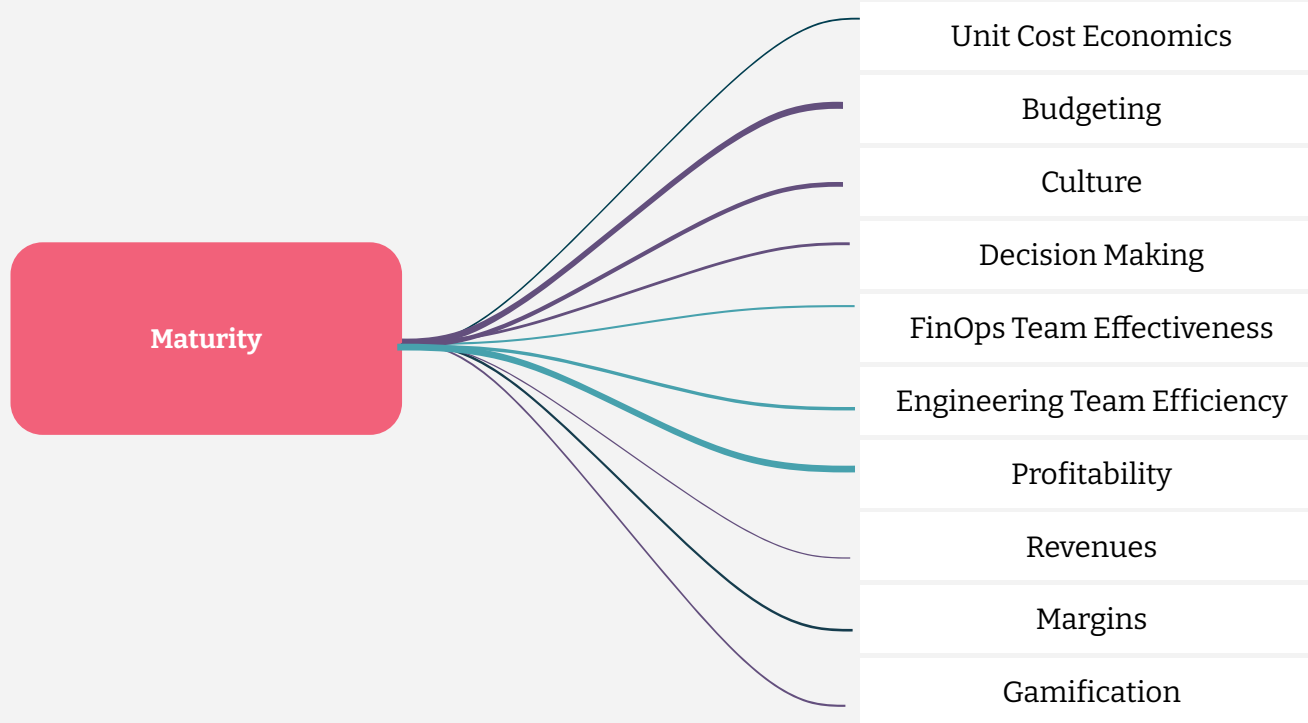 Unit Cost Economics
Budgeting
Culture
Decision Making
Maturity
FinOps Team Effectiveness
Engineering Team Efficiency
Profitability
Revenues
Margins
Gamification